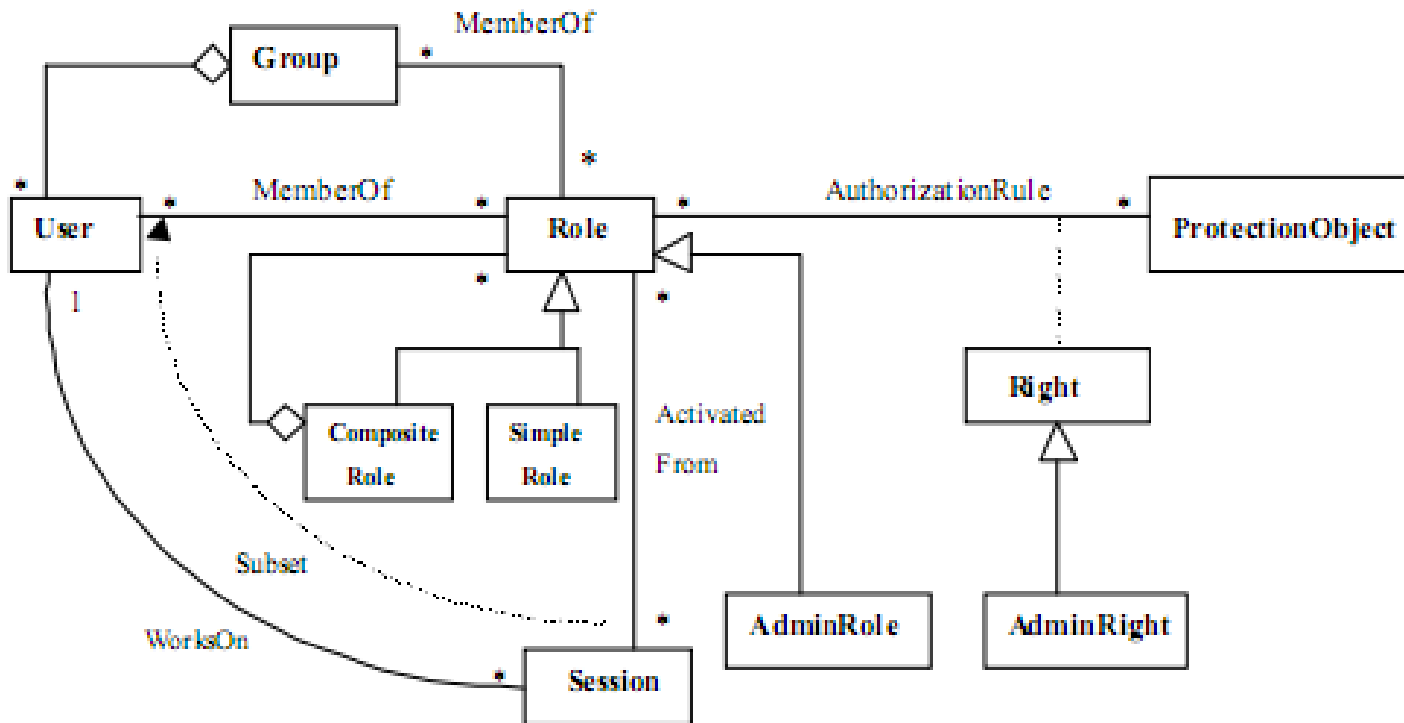 MemberOf
Group
*
*
*
MemberOf
AuthorizationRule
*
*
*
*
User
Role
ProtectionObject
1
*
*
Right
Composite
Role
Simple
Role
Activated
From
Subset
WorksOn
*
AdminRole
AdminRight
*
Session